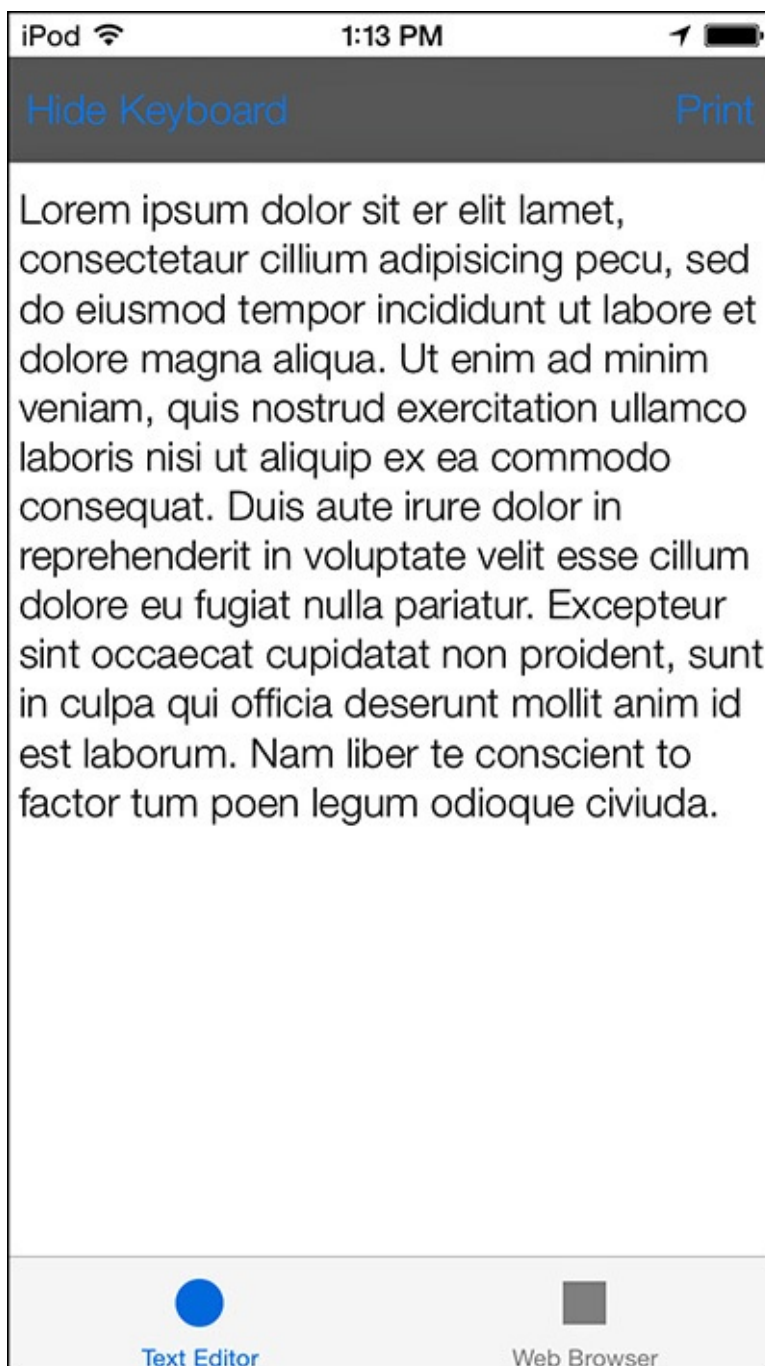 iPod 1:13 PM
Hide Keyboard Print
Lorem ipsum dolor sit er elit lamet,
consectetaur cillium adipisicing pecu, sed
do eiusmod tempor incididunt ut labore et
dolore magna aliqua. Ut enim ad minim
veniam, quis nostrud exercitation ullamco
laboris nisi ut aliquip ex ea commodo
consequat. Duis aute irure dolor in
reprehenderit in voluptate velit esse cillum
dolore eu fugiat nulla pariatur. Excepteur
sint occaecat cupidatat non proident, sunt
in culpa qui officia deserunt mollit anim id
est laborum. Nam liber te conscient to
factor tum poen legum odioque civiuda.
Text Editor Web Browser